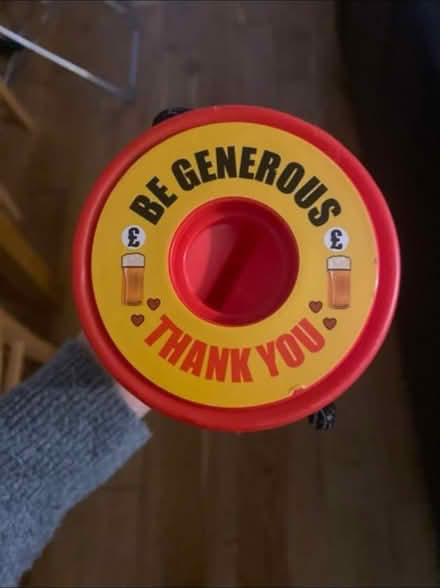 BE GENEROUS
£ £
THANK YOU